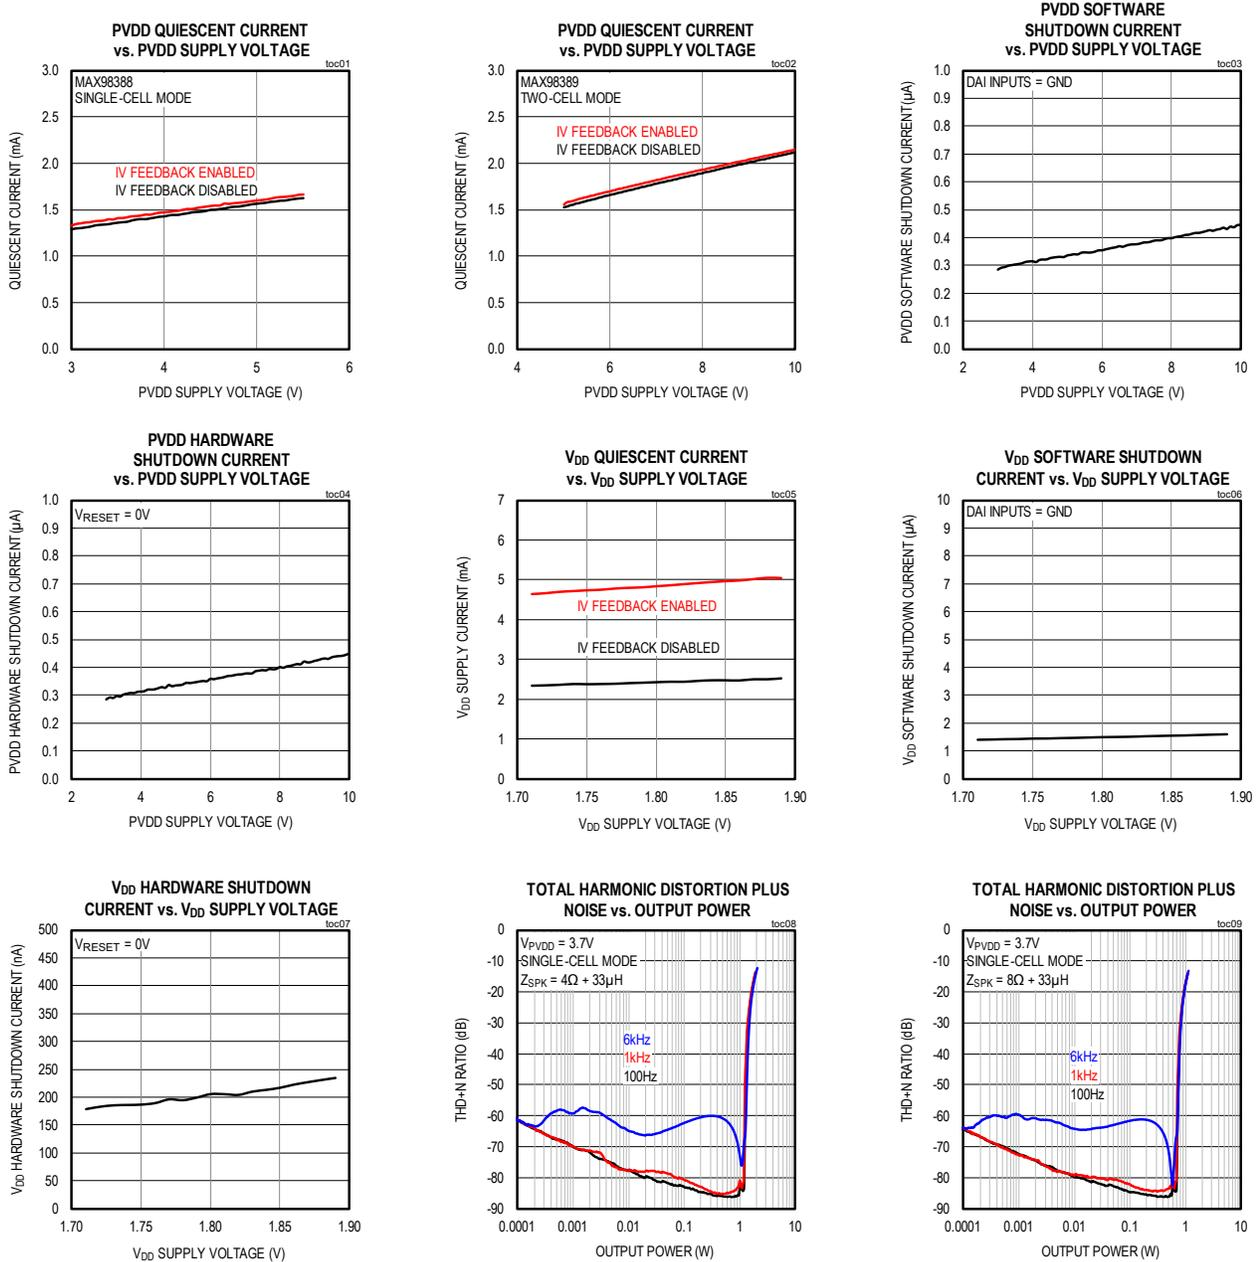 PVDD QUIESCENT CURRENT
vs. PVDD SUPPLY VOLTAGE
toc01
MAX98388
SINGLE-CELL MODE
IV FEEDBACK ENABLED
IV FEEDBACK DISABLED
QUIESCENT CURRENT (mA)
3.0
2.5
2.0
1.5
1.0
0.5
0.0
3 4 5 6
PVDD SUPPLY VOLTAGE (V)
PVDD QUIESCENT CURRENT
vs. PVDD SUPPLY VOLTAGE
toc02
MAX98389
TWO-CELL MODE
IV FEEDBACK ENABLED
IV FEEDBACK DISABLED
QUIESCENT CURRENT (mA)
3.0
2.5
2.0
1.5
1.0
0.5
0.0
4 6 8 10
PVDD SUPPLY VOLTAGE (V)
PVDD SOFTWARE
SHUTDOWN CURRENT
vs. PVDD SUPPLY VOLTAGE
toc03
DAI INPUTS = GND
PVDD SOFTWARE SHUTDOWN CURRENT (µA)
1.0
0.9
0.8
0.7
0.6
0.5
0.4
0.3
0.2
0.1
0.0
2 4 6 8 10
PVDD SUPPLY VOLTAGE (V)
PVDD HARDWARE
SHUTDOWN CURRENT
vs. PVDD SUPPLY VOLTAGE
toc04
VRESET = 0V
PVDD HARDWARE SHUTDOWN CURRENT (µA)
1.0
0.9
0.8
0.7
0.6
0.5
0.4
0.3
0.2
0.1
0.0
2 4 6 8 10
PVDD SUPPLY VOLTAGE (V)
VDD QUIESCENT CURRENT
vs. VDD SUPPLY VOLTAGE
toc05
IV FEEDBACK ENABLED
IV FEEDBACK DISABLED
VDD SUPPLY CURRENT (mA)
7
6
5
4
3
2
1
0
1.70 1.75 1.80 1.85 1.90
VDD SUPPLY VOLTAGE (V)
VDD SOFTWARE SHUTDOWN
CURRENT vs. VDD SUPPLY VOLTAGE
toc06
DAI INPUTS = GND
VDD SOFTWARE SHUTDOWN CURRENT (µA)
10
9
8
7
6
5
4
3
2
1
0
1.70 1.75 1.80 1.85 1.90
VDD SUPPLY VOLTAGE (V)
VDD HARDWARE SHUTDOWN
CURRENT vs. VDD SUPPLY VOLTAGE
toc07
VRESET = 0V
VDD HARDWARE SHUTDOWN CURRENT (nA)
500
450
400
350
300
250
200
150
100
50
0
1.70 1.75 1.80 1.85 1.90
VDD SUPPLY VOLTAGE (V)
TOTAL HARMONIC DISTORTION PLUS
NOISE vs. OUTPUT POWER
toc08
VPVDD = 3.7V
SINGLE-CELL MODE
ZSPK = 4Ω + 33µH
6kHz
1kHz
100Hz
THD+N RATIO (dB)
0
-10
-20
-30
-40
-50
-60
-70
-80
-90
0.0001 0.001 0.01 0.1 1 10
OUTPUT POWER (W)
TOTAL HARMONIC DISTORTION PLUS
NOISE vs. OUTPUT POWER
toc09
VPVDD = 3.7V
SINGLE-CELL MODE
ZSPK = 8Ω + 33µH
6kHz
1kHz
100Hz
THD+N RATIO (dB)
0
-10
-20
-30
-40
-50
-60
-70
-80
-90
0.0001 0.001 0.01 0.1 1 10
OUTPUT POWER (W)